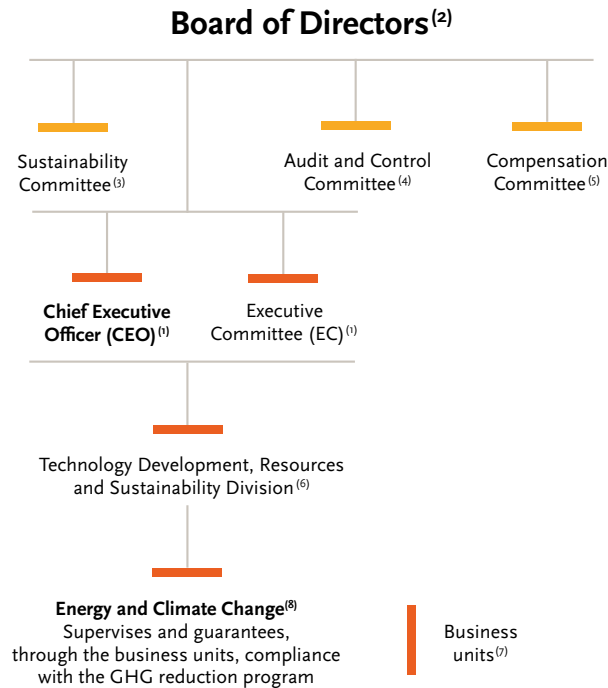 Board of Directors(2)
Sustainability
Committee(3)
Audit and Control
Committee(4)
Compensation
Committee(5)
Chief Executive
Officer (CEO)(1)
Executive
Committee (EC)(1)
Technology Development, Resources
and Sustainability Division(6)
Energy and Climate Change(8)
Supervises and guarantees,
through the business units, compliance
with the GHG reduction program
Business
units(7)